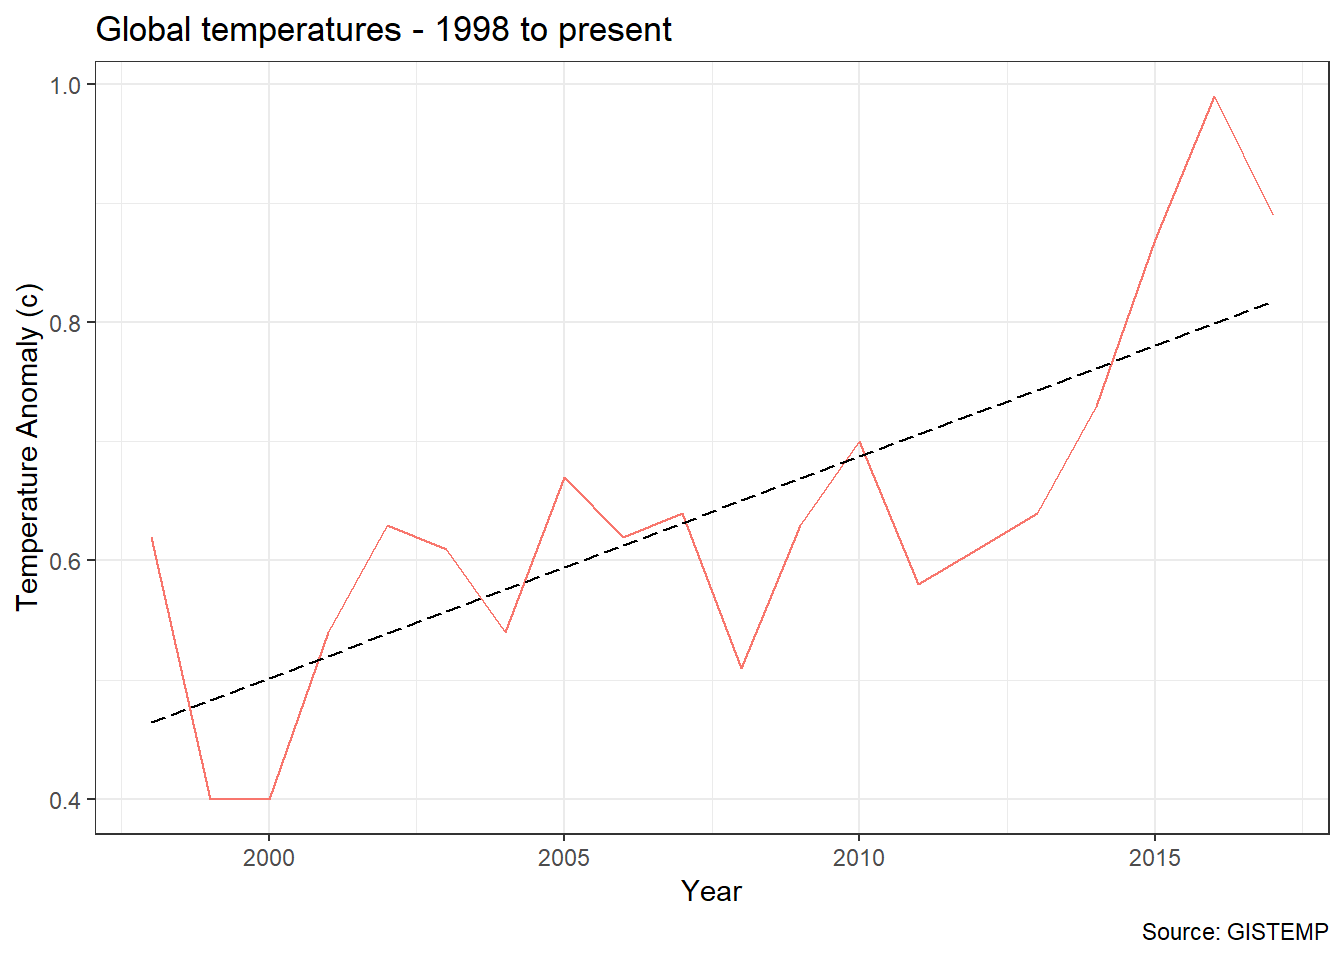 Global temperatures - 1998 to present
Temperature Anomaly (c)
1.0
0.8
0.6
0.4
2000 2005 2010 2015
Year
Source: GISTEMP